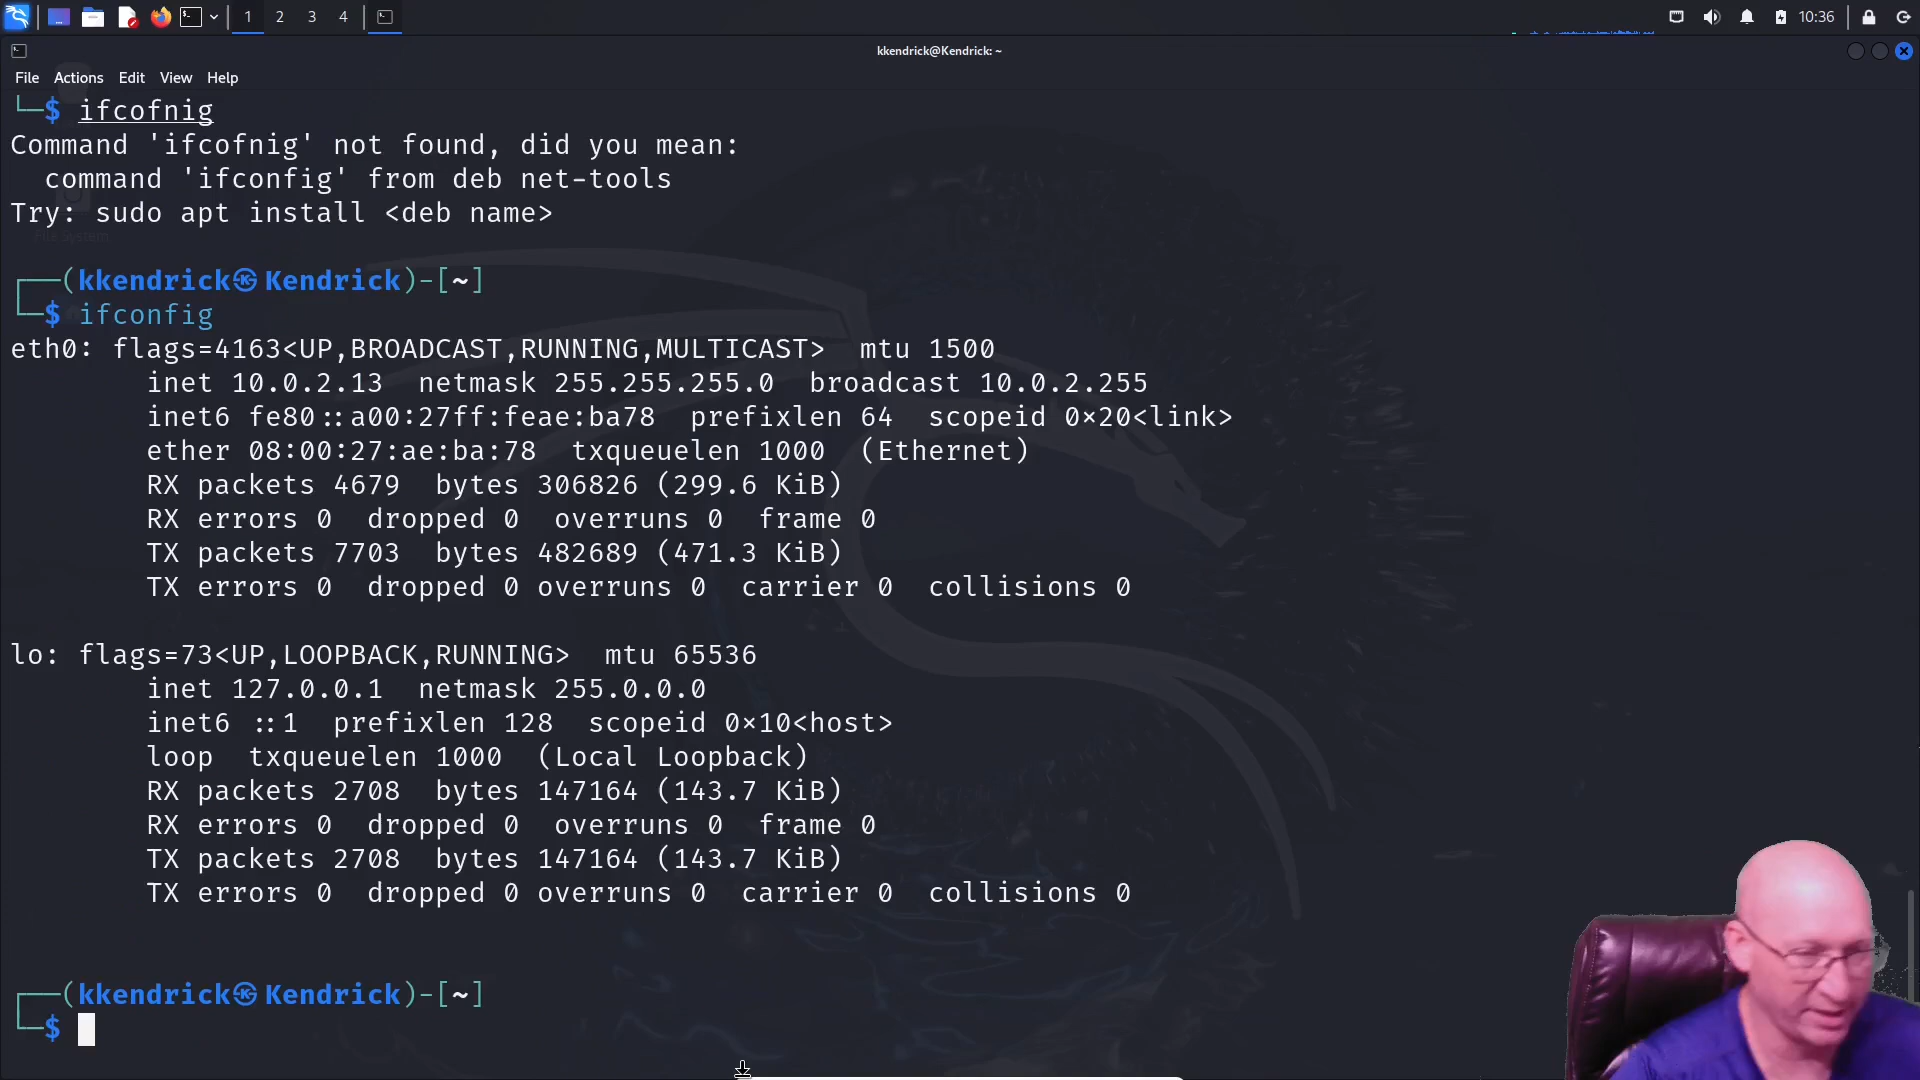 1 2 3 4
10:36
kkendrick@Kendrick: ~
File Actions Edit View Help
└─$ ifcofnig
Command 'ifcofnig' not found, did you mean:
  command 'ifconfig' from deb net-tools
Try: sudo apt install <deb name>
File System
┌──(kkendrick㉿Kendrick)-[~]
└─$ ifconfig
eth0: flags=4163<UP,BROADCAST,RUNNING,MULTICAST>  mtu 1500
        inet 10.0.2.13  netmask 255.255.255.0  broadcast 10.0.2.255
        inet6 fe80::a00:27ff:feae:ba78  prefixlen 64  scopeid 0×20<link>
        ether 08:00:27:ae:ba:78  txqueuelen 1000  (Ethernet)
        RX packets 4679  bytes 306826 (299.6 KiB)
        RX errors 0  dropped 0  overruns 0  frame 0
        TX packets 7703  bytes 482689 (471.3 KiB)
        TX errors 0  dropped 0 overruns 0  carrier 0  collisions 0
lo: flags=73<UP,LOOPBACK,RUNNING>  mtu 65536
        inet 127.0.0.1  netmask 255.0.0.0
        inet6 ::1  prefixlen 128  scopeid 0×10<host>
        loop  txqueuelen 1000  (Local Loopback)
        RX packets 2708  bytes 147164 (143.7 KiB)
        RX errors 0  dropped 0  overruns 0  frame 0
        TX packets 2708  bytes 147164 (143.7 KiB)
        TX errors 0  dropped 0 overruns 0  carrier 0  collisions 0
┌──(kkendrick㉿Kendrick)-[~]
└─$